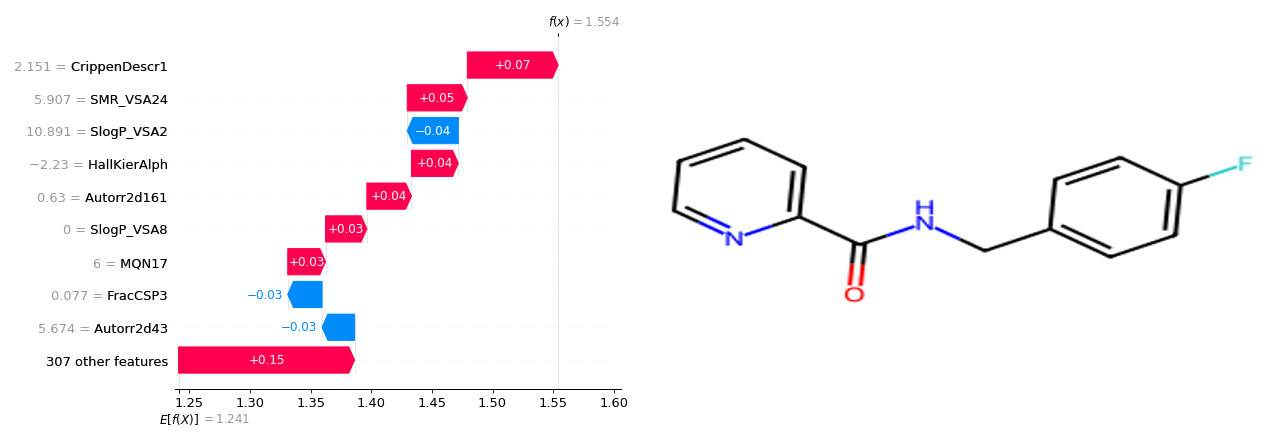 f(x) = 1.554
2.151 = CrippenDescr1
+0.07
5.907 = SMR_VSA24
+0.05
10.891 = SlogP_VSA2
−0.04
−2.23 = HallKierAlph
+0.04
0.63 = Autorr2d161
+0.04
0 = SlogP_VSA8
+0.03
6 = MQN17
+0.03
0.077 = FracCSP3
−0.03
5.674 = Autorr2d43
−0.03
307 other features
+0.15
1.25 1.30 1.35 1.40 1.45 1.50 1.55 1.60
E[f(X)] = 1.241
F
H
N
N
O